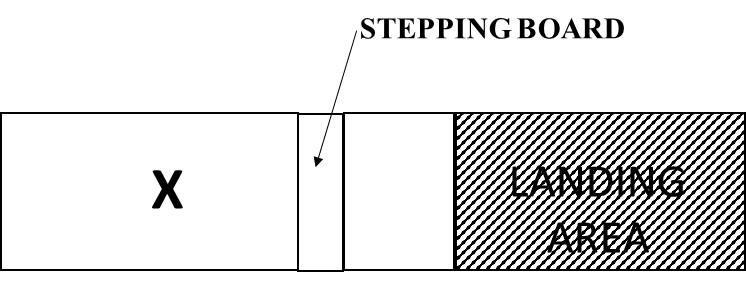 STEPPING BOARD
X
LANDING
AREA